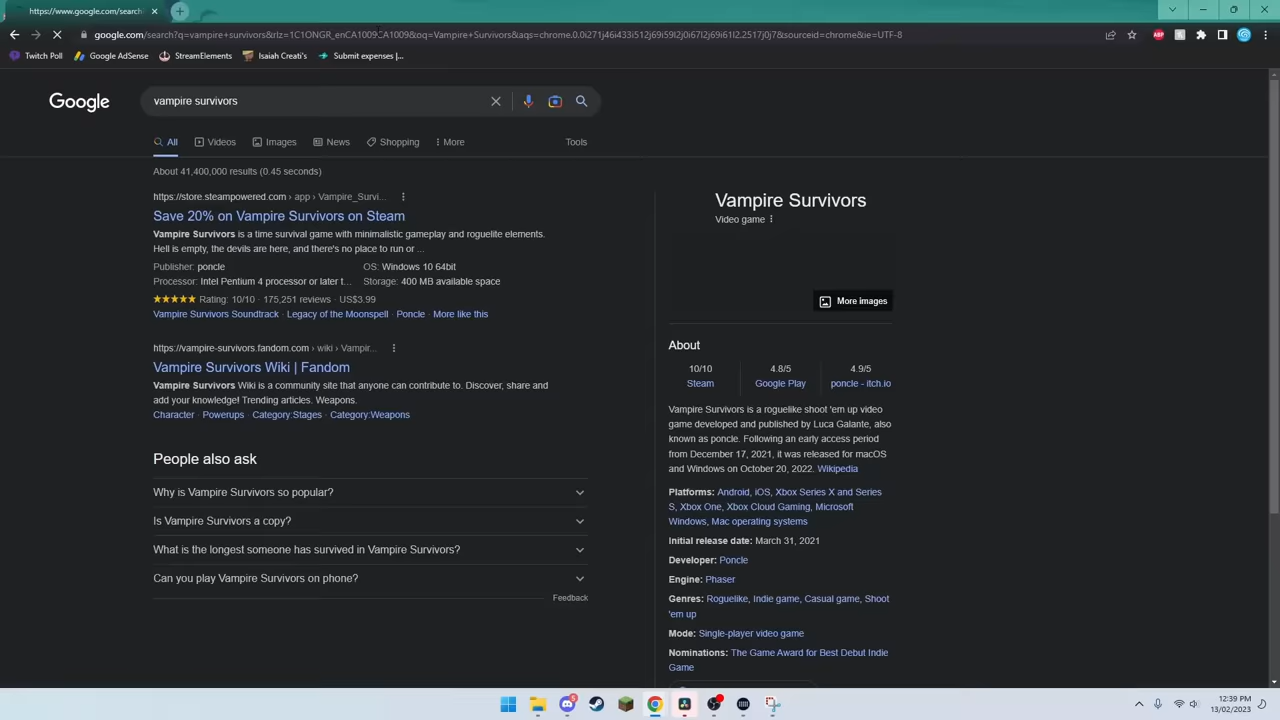 https://www.google.com/search
google.com/search?q=vampire+survivors&rlz=1C1ONGR_enCA1009CA1009&oq=Vampire+Survivors&aqs=chrome.0.0i271j46i433i512j69i59l2j0i67l2j69i61l2.2517j0j7&sourceid=chrome&ie=UTF-8
Twitch Poll
Google AdSense
StreamElements
Isaiah Creati's
Submit expenses |...
Google
vampire survivors
All
Videos
Images
News
Shopping
More
Tools
About 41,400,000 results (0.45 seconds)
https://store.steampowered.com › app › Vampire_Survi...
Save 20% on Vampire Survivors on Steam
Vampire Survivors is a time survival game with minimalistic gameplay and roguelite elements.
Hell is empty, the devils are here, and there's no place to run or ...
Publisher: poncle
OS: Windows 10 64bit
Processor: Intel Pentium 4 processor or later t...
Storage: 400 MB available space
Rating: 10/10 · 175,251 reviews · US$3.99
Vampire Survivors Soundtrack · Legacy of the Moonspell · Poncle · More like this
https://vampire-survivors.fandom.com › wiki › Vampir...
Vampire Survivors Wiki | Fandom
Vampire Survivors Wiki is a community site that anyone can contribute to. Discover, share and
add your knowledge! Trending articles. Weapons.
Character · Powerups · Category:Stages · Category:Weapons
People also ask
Why is Vampire Survivors so popular?
Is Vampire Survivors a copy?
What is the longest someone has survived in Vampire Survivors?
Can you play Vampire Survivors on phone?
Feedback
Vampire Survivors
Video game
More images
About
10/10
Steam
4.8/5
Google Play
4.9/5
poncle - itch.io
Vampire Survivors is a roguelike shoot 'em up video
game developed and published by Luca Galante, also
known as poncle. Following an early access period
from December 17, 2021, it was released for macOS
and Windows on October 20, 2022. Wikipedia
Platforms: Android, iOS, Xbox Series X and Series
S, Xbox One, Xbox Cloud Gaming, Microsoft
Windows, Mac operating systems
Initial release date: March 31, 2021
Developer: Poncle
Engine: Phaser
Genres: Roguelike, Indie game, Casual game, Shoot
'em up
Mode: Single-player video game
Nominations: The Game Award for Best Debut Indie
Game
12:39 PM
13/02/2023